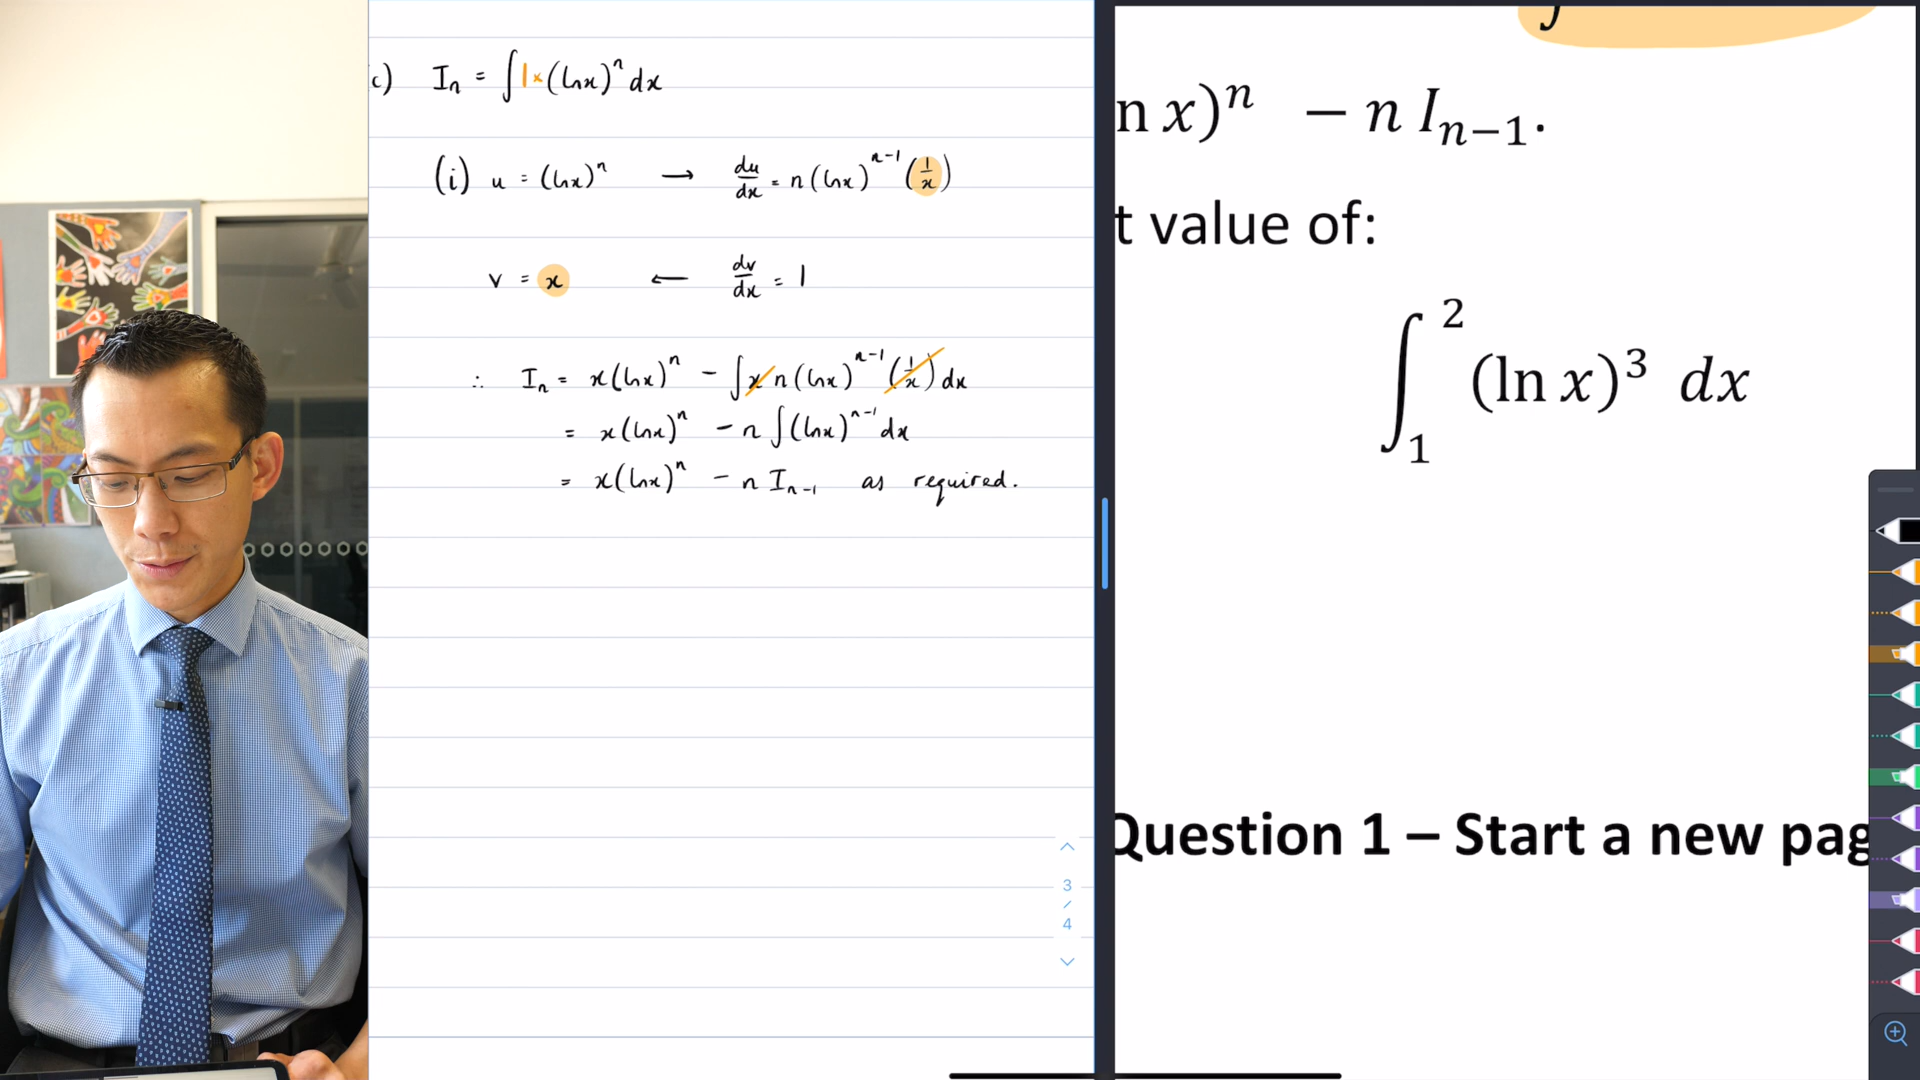 c) Iₙ = ∫1×(ln x)ⁿ dx
(i) u = (ln x)ⁿ → du/dx = n(ln x)ⁿ⁻¹(1/x)
v = x ← dv/dx = 1
∴ Iₙ = x(ln x)ⁿ − ∫x n(ln x)ⁿ⁻¹(1/x) dx
= x(ln x)ⁿ − n∫(ln x)ⁿ⁻¹ dx
= x(ln x)ⁿ − n Iₙ₋₁ as required.
3
/
4
n x)ⁿ − n Iₙ₋₁.
t value of:
∫₁² (ln x)³ dx
Question 1 – Start a new pag